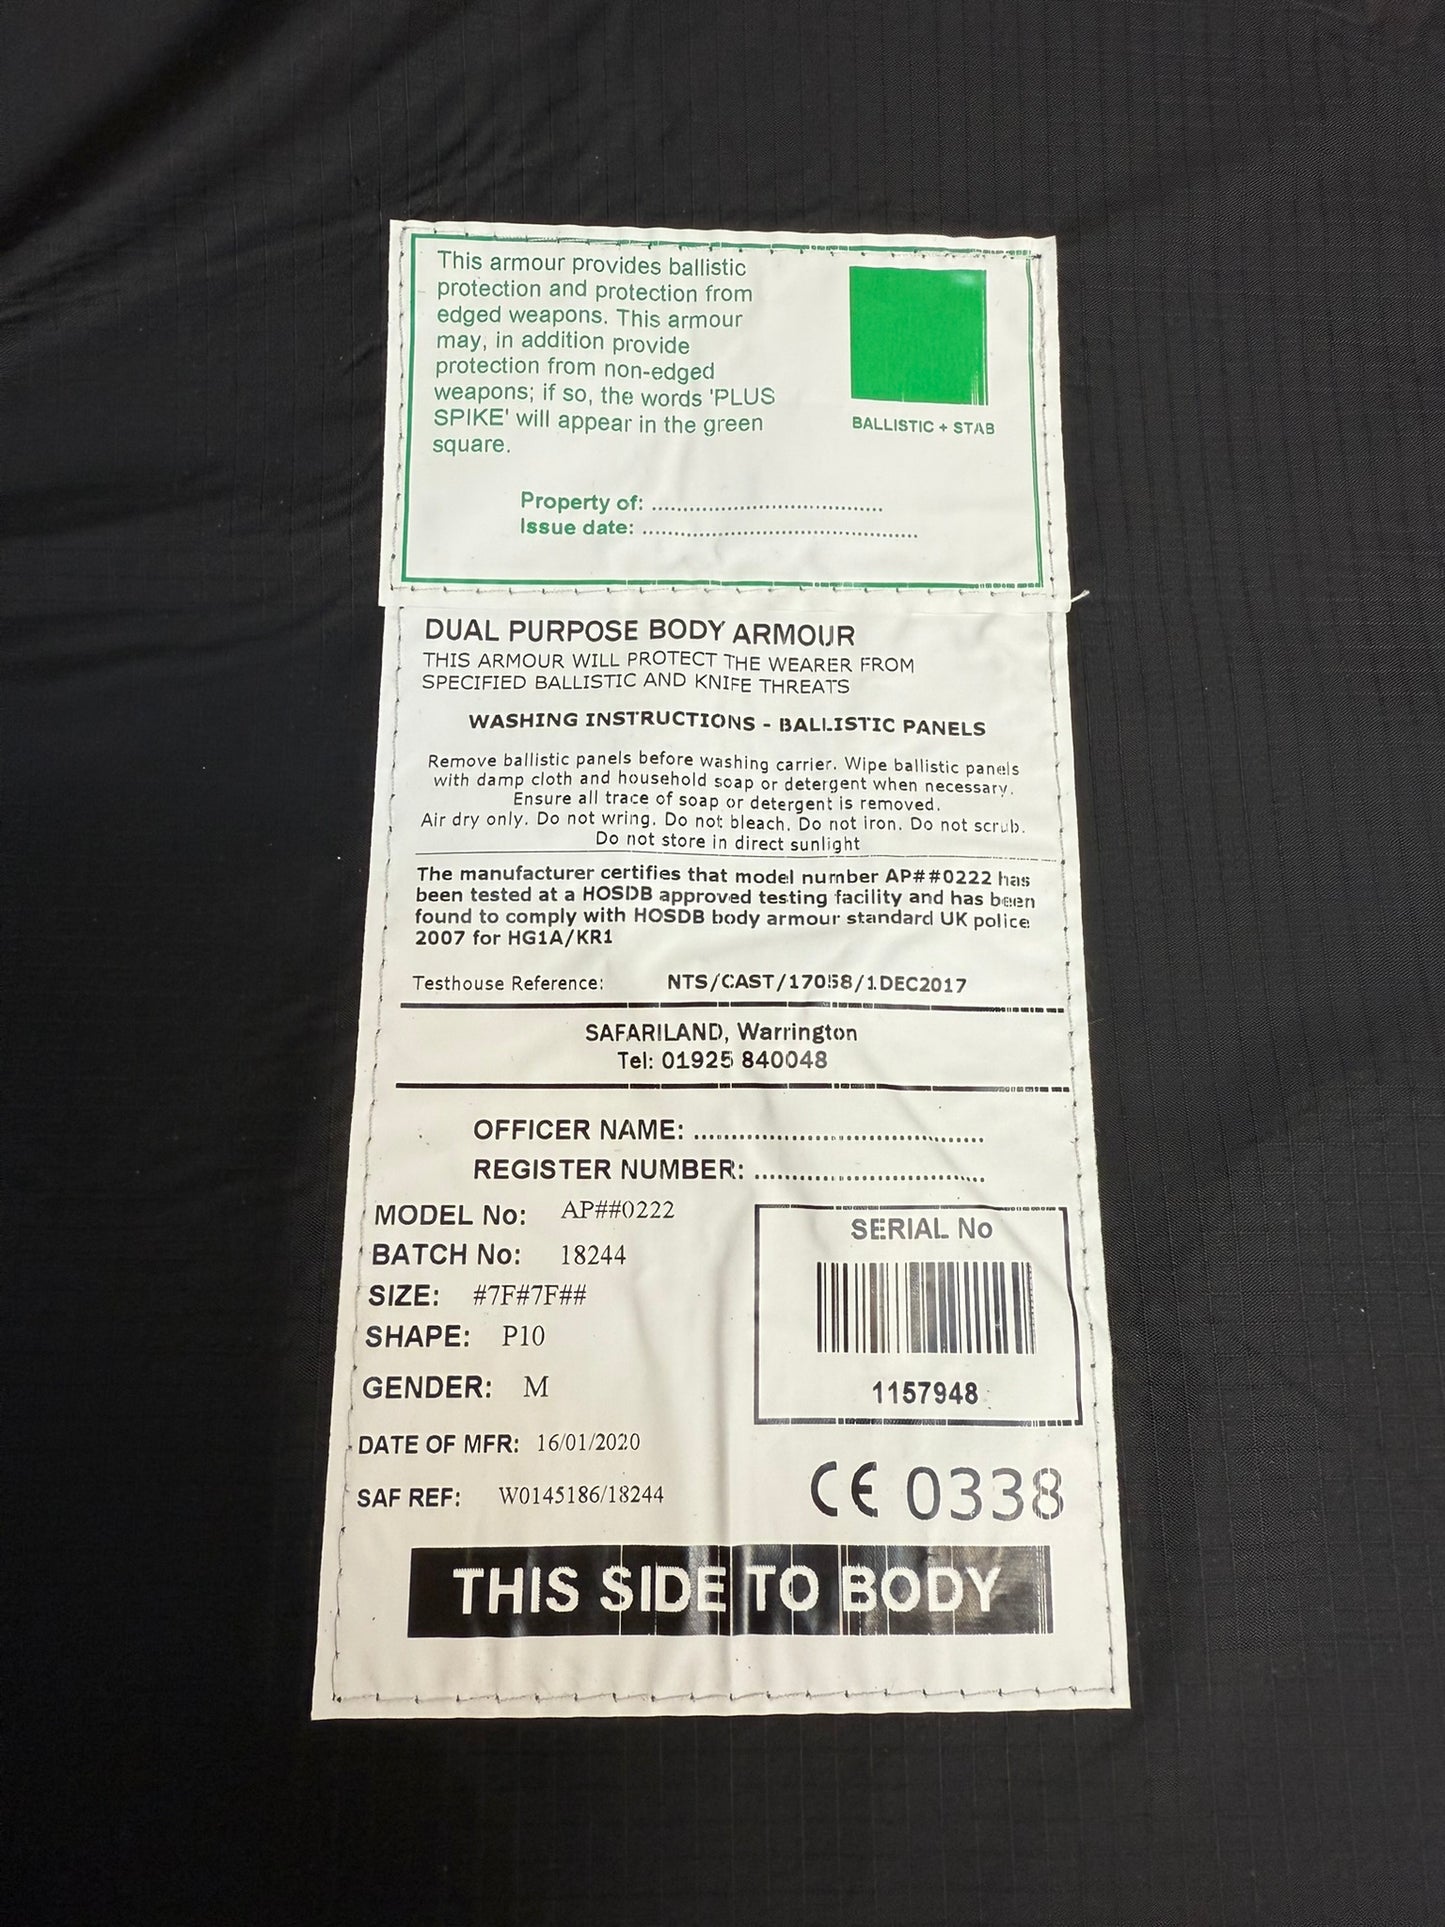 This armour provides ballistic
protection and protection from
edged weapons. This armour
may, in addition provide
protection from non-edged
weapons; if so, the words 'PLUS
SPIKE' will appear in the green
square.
BALLISTIC + STAB
Property of: ....................................
Issue date: ...........................................
DUAL PURPOSE BODY ARMOUR
THIS ARMOUR WILL PROTECT THE WEARER FROM
SPECIFIED BALLISTIC AND KNIFE THREATS
WASHING INSTRUCTIONS - BALLISTIC PANELS
Remove ballistic panels before washing carrier. Wipe ballistic panels
with damp cloth and household soap or detergent when necessary.
Ensure all trace of soap or detergent is removed.
Air dry only. Do not wring. Do not bleach. Do not iron. Do not scrub.
Do not store in direct sunlight
The manufacturer certifies that model number AP##0222 has
been tested at a HOSDB approved testing facility and has been
found to comply with HOSDB body armour standard UK police
2007 for HG1A/KR1
Testhouse Reference: NTS/CAST/17058/1DEC2017
SAFARILAND, Warrington
Tel: 01925 840048
OFFICER NAME: ........................................
REGISTER NUMBER: ................................
MODEL No: AP##0222
BATCH No: 18244
SIZE: #7F#7F##
SHAPE: P10
GENDER: M
DATE OF MFR: 16/01/2020
SAF REF: W0145186/18244
SERIAL No
1157948
CE 0338
THIS SIDE TO BODY